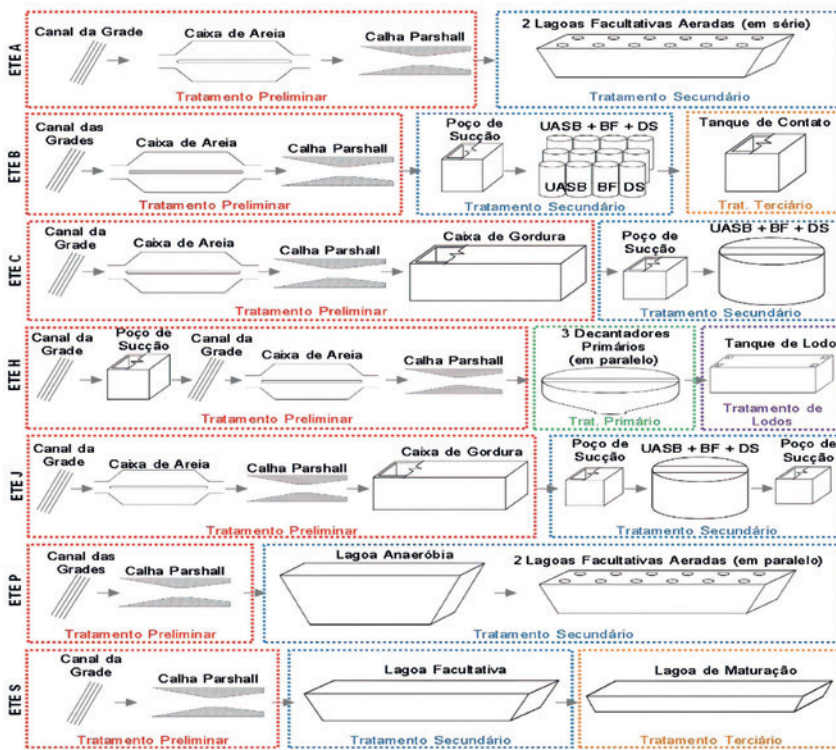 ETE A
Canal da Grade
Caixa de Areia
Calha Parshall
Tratamento Preliminar
2 Lagoas Facultativas Aeradas (em série)
Tratamento Secundário
ETE B
Canal das
Grades
Caixa de Areia
Calha Parshall
Tratamento Preliminar
Poço de
Sucção
UASB + BF + DS
UASB
BF
DS
Tratamento Secundário
Tanque de Contato
Trat. Terciário
ETE C
Canal da
Grade
Caixa de Areia
Calha Parshall
Caixa de Gordura
Tratamento Preliminar
Poço de
Sucção
UASB + BF + DS
Tratamento Secundário
ETE H
Canal da
Grade
Poço de
Sucção
Canal da
Grade
Caixa de Areia
Calha Parshall
Tratamento Preliminar
3 Decantadores
Primários
(em paralelo)
Trat. Primário
Tanque de Lodo
Tratamento de
Lodos
ETE J
Canal da
Grade
Caixa de Areia
Calha Parshall
Caixa de Gordura
Tratamento Preliminar
Poço de
Sucção
UASB + BF + DS
Poço de
Sucção
Tratamento Secundário
ETE P
Canal das
Grades
Calha Parshall
Tratamento Preliminar
Lagoa Anaeróbia
2 Lagoas Facultativas Aeradas (em paralelo)
Tratamento Secundário
ETE S
Canal da
Grade
Calha Parshall
Tratamento Preliminar
Lagoa Facultativa
Tratamento Secundário
Lagoa de Maturação
Tratamento Terciário